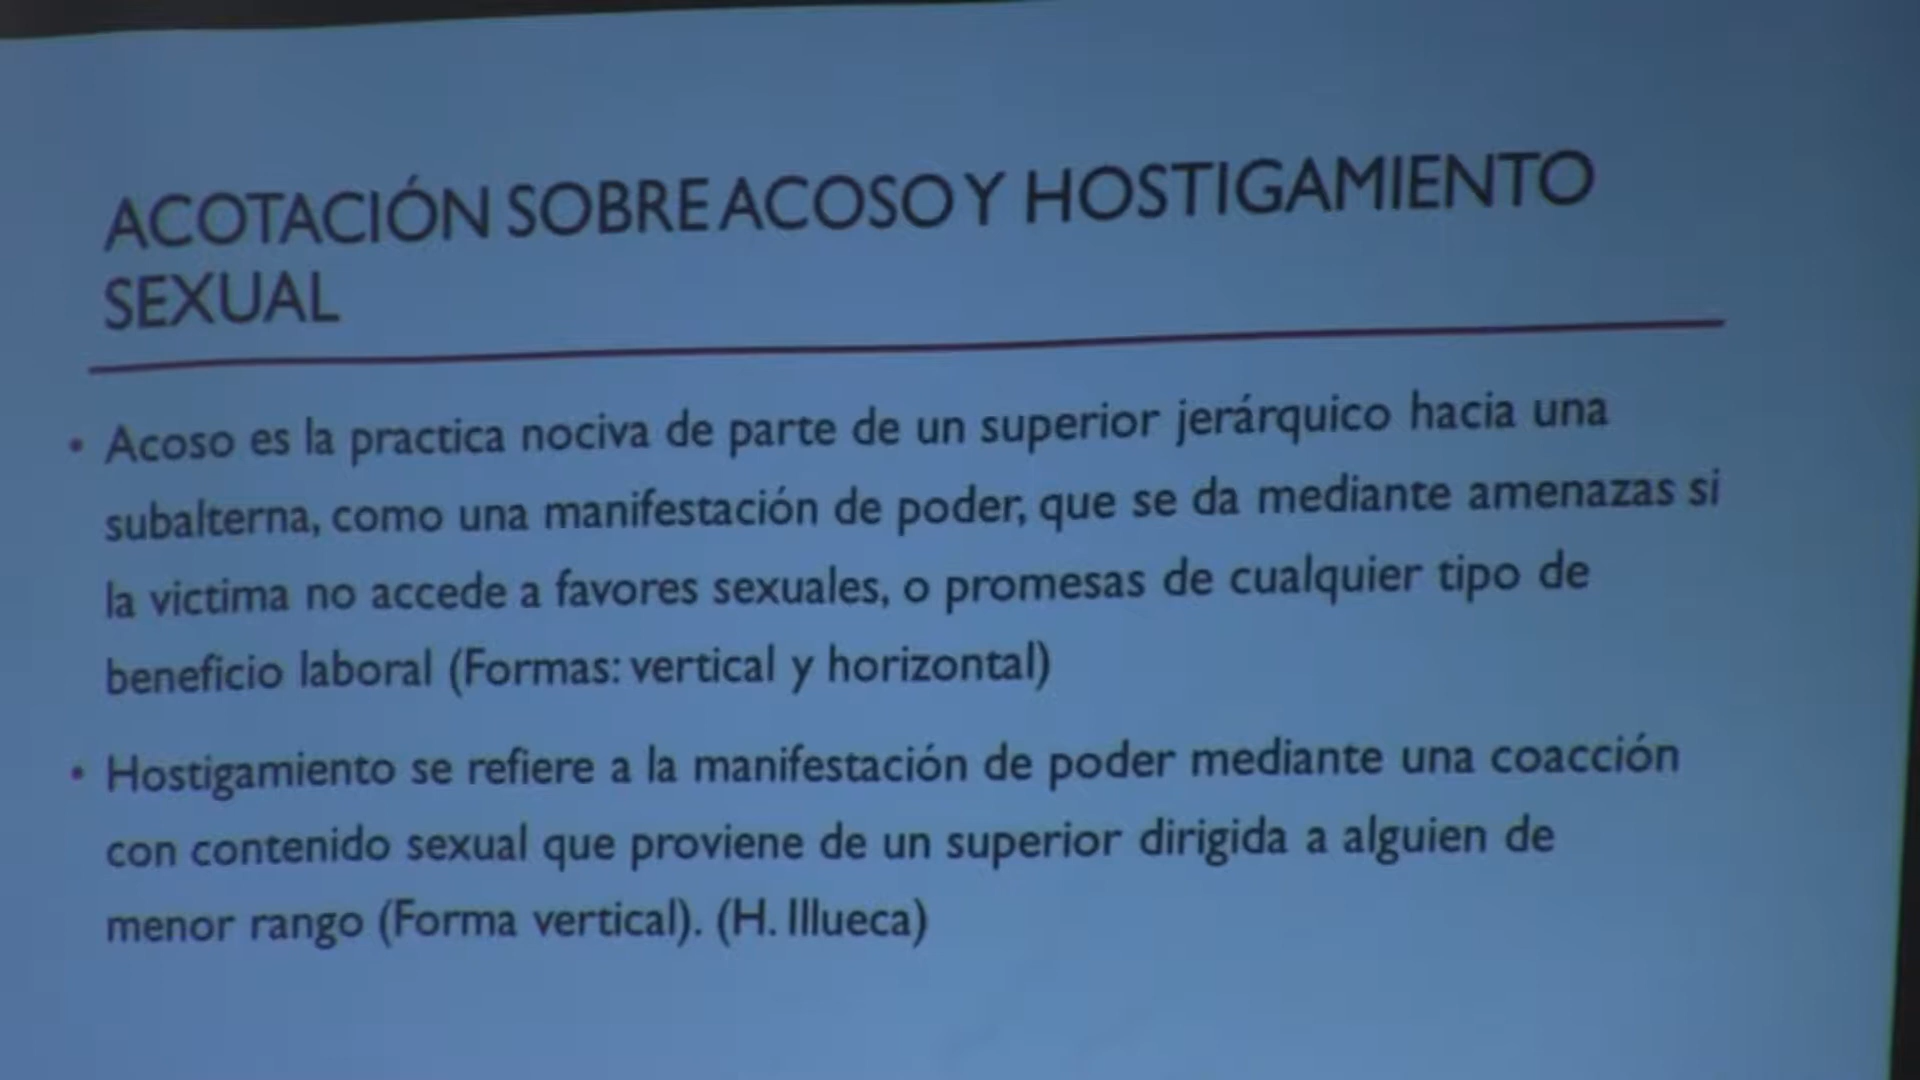 ACOTACIÓN SOBRE ACOSO Y HOSTIGAMIENTO
SEXUAL
• Acoso es la practica nociva de parte de un superior jerárquico hacia una
subalterna, como una manifestación de poder, que se da mediante amenazas si
la victima no accede a favores sexuales, o promesas de cualquier tipo de
beneficio laboral (Formas: vertical y horizontal)
• Hostigamiento se refiere a la manifestación de poder mediante una coacción
con contenido sexual que proviene de un superior dirigida a alguien de
menor rango (Forma vertical). (H. Illueca)